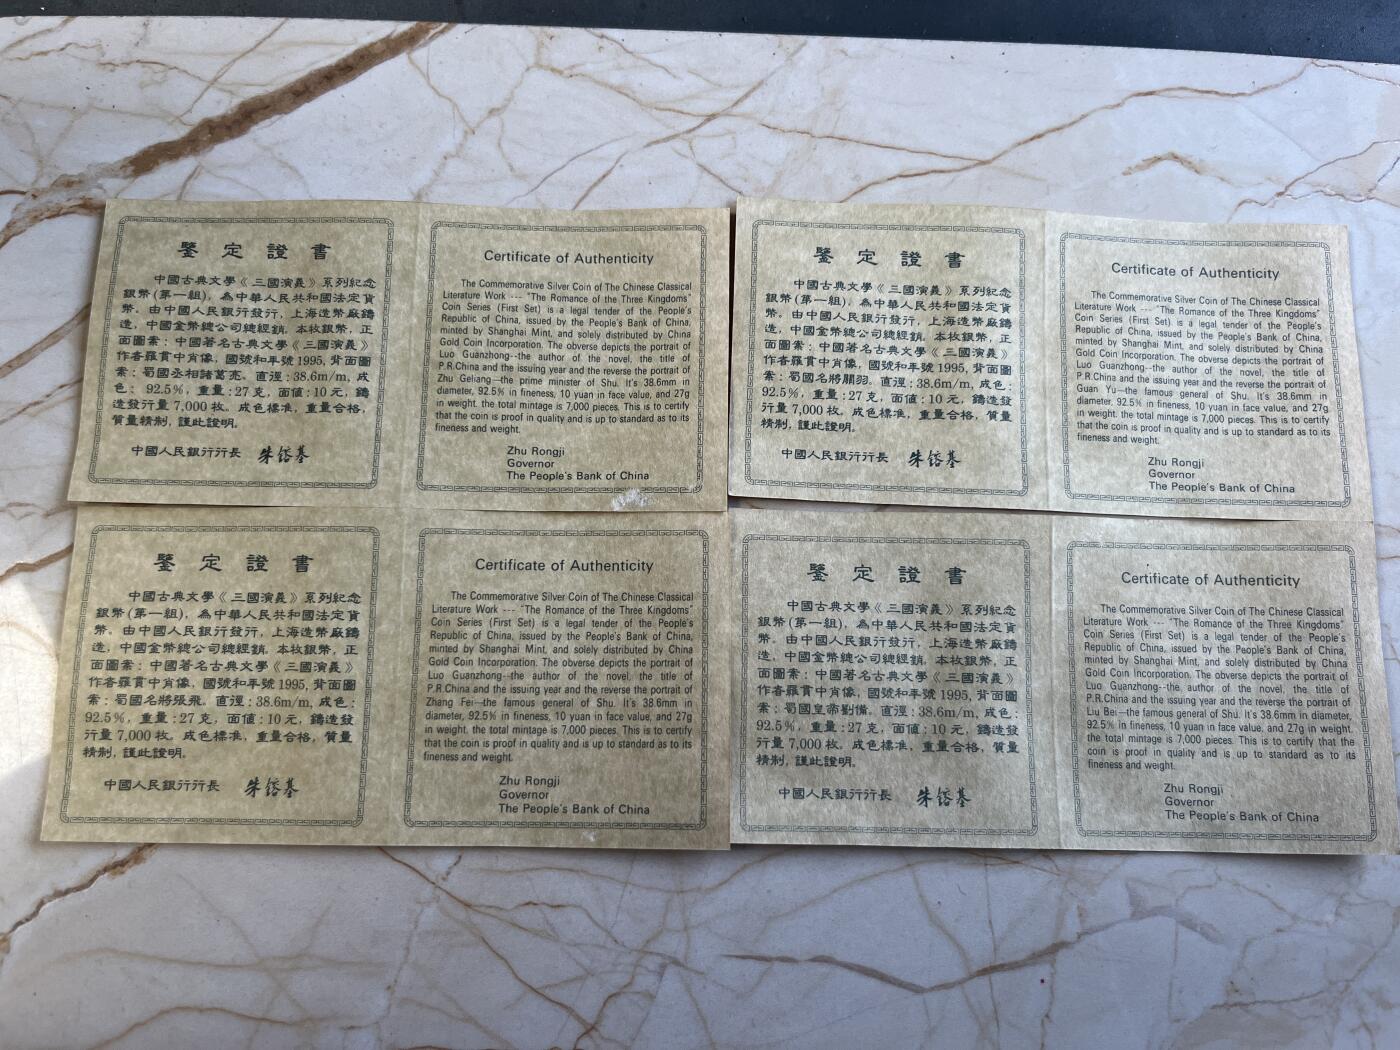 鑒定證書
中國古典文學《三國演義》系列紀念
銀幣(第一組)，為中華人民共和國法定貨
幣。由中國人民銀行發行，上海造幣廠鑄
造，中國金幣總公司總經銷。本枚銀幣，正
面圖案：中國著名古典文學《三國演義》
作者羅貫中肖像，國號和年號1995，背面圖
案：蜀國丞相諸葛亮。直徑：38.6m/m，成
色：92.5%，重量：27克，面值：10元，鑄
造發行量7,000枚。成色標准，重量合格，
質量精制，謹此證明。
中國人民銀行行長 朱鎔基
Certificate of Authenticity
The Commemorative Silver Coin of The Chinese Classical
Literature Work --- "The Romance of the Three Kingdoms"
Coin Series (First Set) is a legal tender of the People's
Republic of China, issued by the People's Bank of China,
minted by Shanghai Mint, and solely distributed by China
Gold Coin Incorporation. The obverse depicts the portrait of
Luo Guanzhong--the author of the novel, the title of
P.R.China and the issuing year and the reverse the portrait of
Zhu Geliang—the prime minister of Shu. It's 38.6mm in
diameter, 92.5% in fineness, 10 yuan in face value, and 27g
in weight. the total mintage is 7,000 pieces. This is to certify
that the coin is proof in quality and is up to standard as to its
fineness and weight.
Zhu Rongji
Governor
The People's Bank of China
鑒定證書
中國古典文學《三國演義》系列紀念
銀幣(第一組)，為中華人民共和國法定貨
幣。由中國人民銀行發行，上海造幣廠鑄
造，中國金幣總公司總經銷。本枚銀幣，正
面圖案：中國著名古典文學《三國演義》
作者羅貫中肖像，國號和年號1995，背面圖
案：蜀國名將關羽。直徑：38.6m/m，成色：
92.5%，重量：27克，面值：10元，鑄造發
行量7,000枚。成色標准，重量合格，質量
精制，謹此證明。
中國人民銀行行長 朱鎔基
Certificate of Authenticity
The Commemorative Silver Coin of The Chinese Classical
Literature Work --- "The Romance of the Three Kingdoms"
Coin Series (First Set) is a legal tender of the People's
Republic of China, issued by the People's Bank of China,
minted by Shanghai Mint, and solely distributed by China
Gold Coin Incorporation. The obverse depicts the portrait of
Luo Guanzhong--the author of the novel, the title of
P.R.China and the issuing year and the reverse the portrait of
Guan Yu—the famous general of Shu. It's 38.6mm in
diameter, 92.5% in fineness, 10 yuan in face value, and 27g
in weight. the total mintage is 7,000 pieces. This is to certify
that the coin is proof in quality and is up to standard as to its
fineness and weight.
Zhu Rongji
Governor
The People's Bank of China
鑒定證書
中國古典文學《三國演義》系列紀念
銀幣(第一組)，為中華人民共和國法定貨
幣。由中國人民銀行發行，上海造幣廠鑄
造，中國金幣總公司總經銷。本枚銀幣，正
面圖案：中國著名古典文學《三國演義》
作者羅貫中肖像，國號和年號1995，背面圖
案：蜀國名將張飛。直徑：38.6m/m，成色：
92.5%，重量：27克，面值：10元，鑄造發
行量7,000枚。成色標准，重量合格，質量
精制，謹此證明。
中國人民銀行行長 朱鎔基
Certificate of Authenticity
The Commemorative Silver Coin of The Chinese Classical
Literature Work --- "The Romance of the Three Kingdoms"
Coin Series (First Set) is a legal tender of the People's
Republic of China, issued by the People's Bank of China,
minted by Shanghai Mint, and solely distributed by China
Gold Coin Incorporation. The obverse depicts the portrait of
Luo Guanzhong--the author of the novel, the title of
P.R.China and the issuing year and the reverse the portrait of
Zhang Fei—the famous general of Shu. It's 38.6mm in
diameter, 92.5% in fineness, 10 yuan in face value, and 27g
in weight. the total mintage is 7,000 pieces. This is to certify
that the coin is proof in quality and is up to standard as to its
fineness and weight.
Zhu Rongji
Governor
The People's Bank of China
鑒定證書
中國古典文學《三國演義》系列紀念
銀幣(第一組)，為中華人民共和國法定貨
幣。由中國人民銀行發行，上海造幣廠鑄
造，中國金幣總公司總經銷。本枚銀幣，正
面圖案：中國著名古典文學《三國演義》
作者羅貫中肖像，國號和年號1995，背面圖
案：蜀國皇帝劉備。直徑：38.6m/m，成色：
92.5%，重量：27克，面值：10元，鑄造發
行量7,000枚。成色標准，重量合格，質量
精制，謹此證明。
中國人民銀行行長 朱鎔基
Certificate of Authenticity
The Commemorative Silver Coin of The Chinese Classical
Literature Work --- "The Romance of the Three Kingdoms"
Coin Series (First Set) is a legal tender of the People's
Republic of China, issued by the People's Bank of China,
minted by Shanghai Mint, and solely distributed by China
Gold Coin Incorporation. The obverse depicts the portrait of
Luo Guanzhong--the author of the novel, the title of
P.R.China and the issuing year and the reverse the portrait of
Liu Bei—the famous general of Shu. It's 38.6mm in diameter,
92.5% in fineness, 10 yuan in face value, and 27g in weight.
the total mintage is 7,000 pieces. This is to certify that the
coin is proof in quality and is up to standard as to its
fineness and weight.
Zhu Rongji
Governor
The People's Bank of China